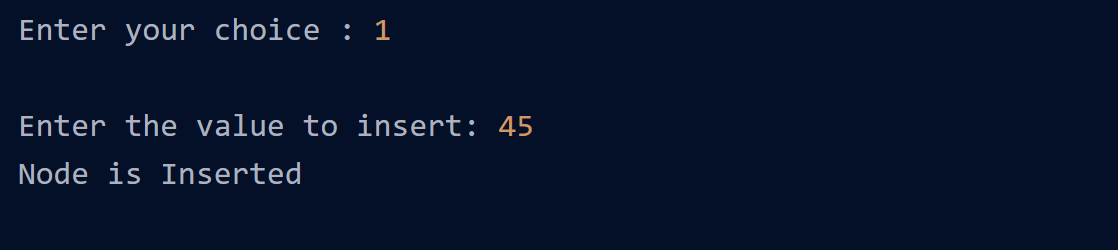 Enter your choice : 1
Enter the value to insert: 45
Node is Inserted